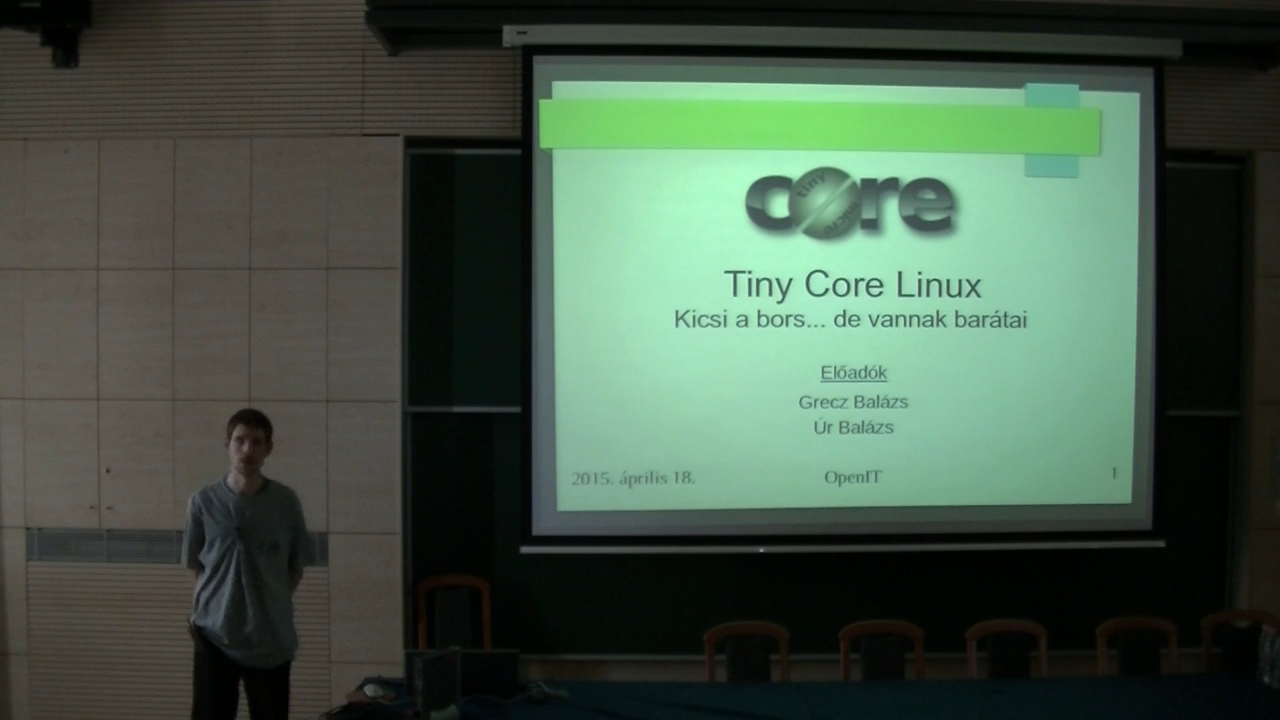 core
tiny
micro
Tiny Core Linux
Kicsi a bors... de vannak barátai
Előadók
Grecz Balázs
Úr Balázs
2015. április 18.
OpenIT
1